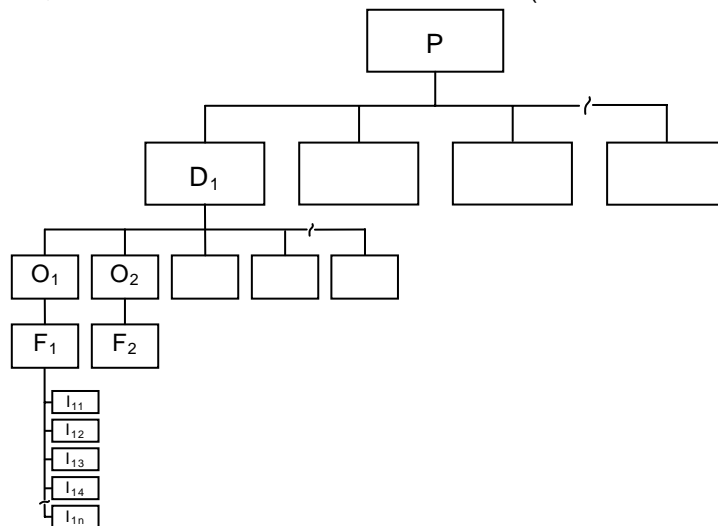 P
D₁
O₁ O₂
F₁ F₂
I₁₁
I₁₂
I₁₃
I₁₄
I₁ₙ